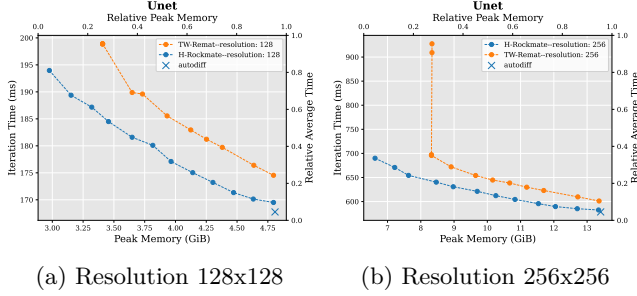 Unet
Relative Peak Memory
0.0 0.2 0.4 0.6 0.8 1.0
200
195
190
185
180
175
170
Iteration Time (ms)
TW-Remat--resolution: 128
H-Rockmate--resolution: 128
autodiff
1.0
0.8
0.6
0.4
0.2
0.0
Relative Average Time
3.00 3.25 3.50 3.75 4.00 4.25 4.50 4.75
Peak Memory (GiB)
(a) Resolution 128x128
Unet
Relative Peak Memory
0.0 0.2 0.4 0.6 0.8 1.0
900
850
800
750
700
650
600
Iteration Time (ms)
H-Rockmate--resolution: 256
TW-Remat--resolution: 256
autodiff
1.0
0.8
0.6
0.4
0.2
0.0
Relative Average Time
7 8 9 10 11 12 13
Peak Memory (GiB)
(b) Resolution 256x256